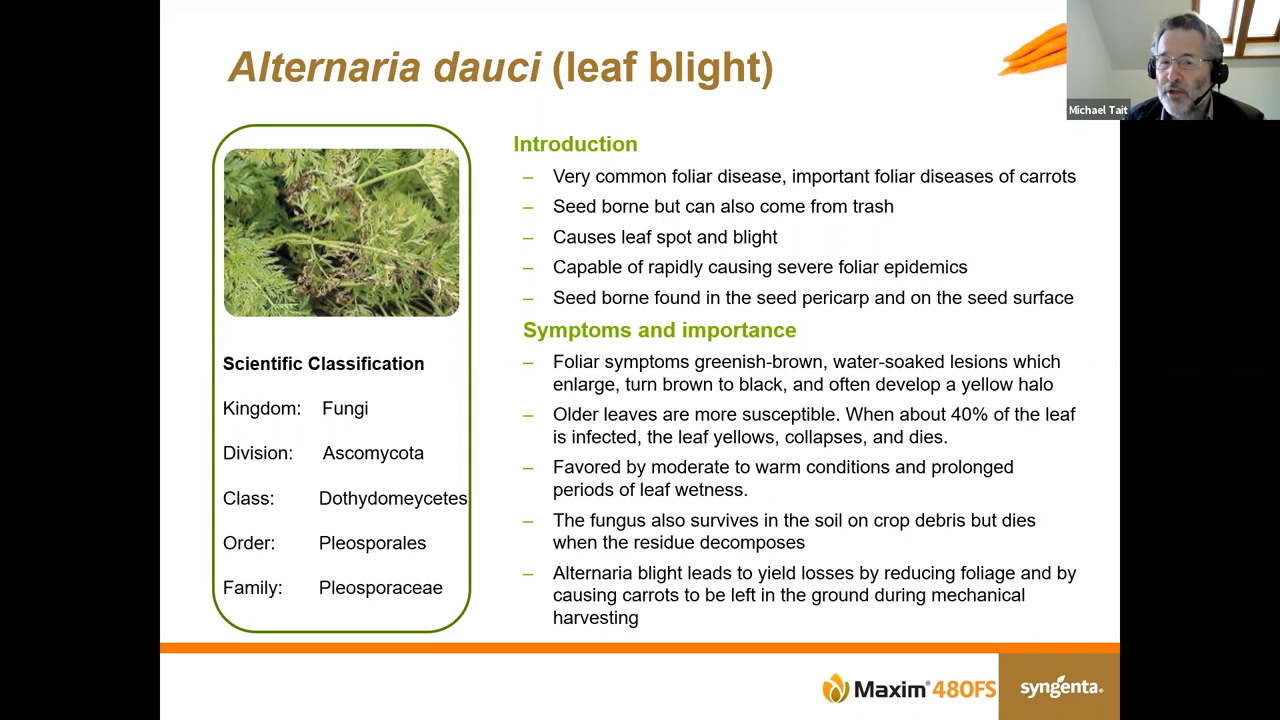 Alternaria dauci (leaf blight)
Michael Tait
Scientific Classification
Kingdom: Fungi
Division: Ascomycota
Class: Dothydomeycetes
Order: Pleosporales
Family: Pleosporaceae
Introduction
– Very common foliar disease, important foliar diseases of carrots
– Seed borne but can also come from trash
– Causes leaf spot and blight
– Capable of rapidly causing severe foliar epidemics
– Seed borne found in the seed pericarp and on the seed surface
Symptoms and importance
– Foliar symptoms greenish-brown, water-soaked lesions which
enlarge, turn brown to black, and often develop a yellow halo
– Older leaves are more susceptible. When about 40% of the leaf
is infected, the leaf yellows, collapses, and dies.
– Favored by moderate to warm conditions and prolonged
periods of leaf wetness.
– The fungus also survives in the soil on crop debris but dies
when the residue decomposes
– Alternaria blight leads to yield losses by reducing foliage and by
causing carrots to be left in the ground during mechanical
harvesting
Maxim® 480FS
syngenta®